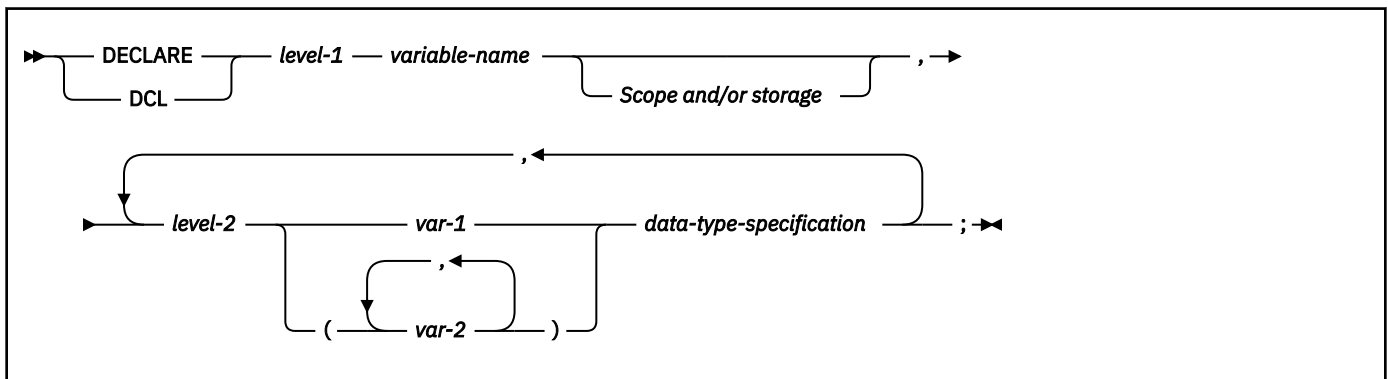 DECLARE level-1 variable-name ,
DCL Scope and/or storage
,
level-2 var-1 data-type-specification ;
,
( var-2 )